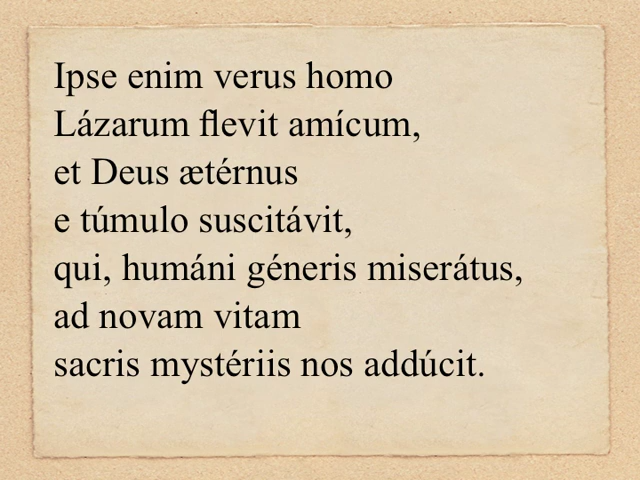 Ipse enim verus homo
Lázarum flevit amícum,
et Deus ætérnus
e túmulo suscitávit,
qui, humáni géneris miserátus,
ad novam vitam
sacris mystériis nos addúcit.